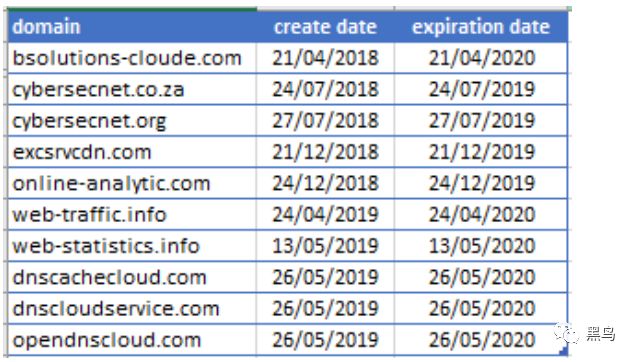 domain create date expiration date
bsolutions-cloude.com 21/04/2018 21/04/2020
cybersecnet.co.za 24/07/2018 24/07/2019
cybersecnet.org 27/07/2018 27/07/2019
excsrvcdn.com 21/12/2018 21/12/2019
online-analytic.com 24/12/2018 24/12/2019
web-traffic.info 24/04/2019 24/04/2020
web-statistics.info 13/05/2019 13/05/2020
dnscachecloud.com 26/05/2019 26/05/2020
dnscloudservice.com 26/05/2019 26/05/2020
opendnscloud.com 26/05/2019 26/05/2020
黑鸟